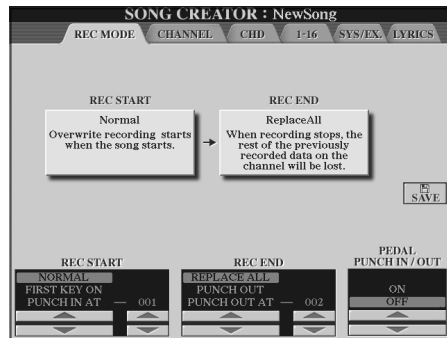 SONG CREATOR : NewSong
REC MODE CHANNEL CHD 1-16 SYS/EX. LYRICS
REC START REC END
Normal
Overwrite recording starts
when the song starts.
ReplaceAll
When recording stops, the
rest of the previously
recorded data on the
channel will be lost.
SAVE
REC START
NORMAL
FIRST KEY ON
PUNCH IN AT — 001
REC END
REPLACE ALL
PUNCH OUT
PUNCH OUT AT — 002
PEDAL
PUNCH IN / OUT
ON
OFF